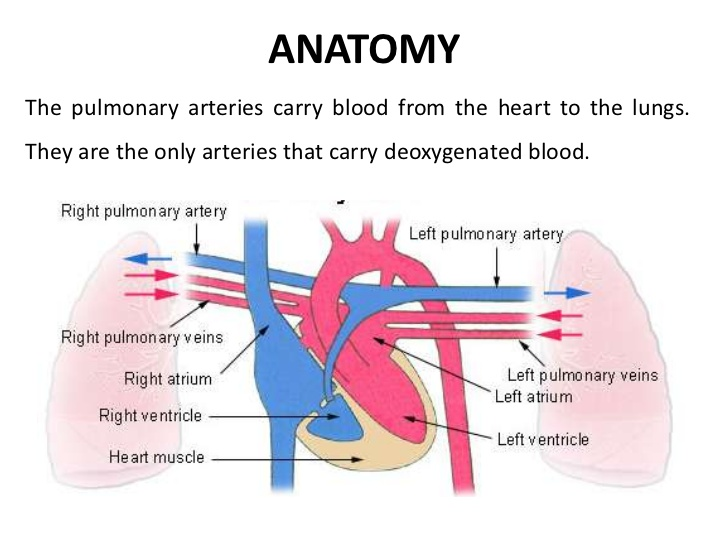 ANATOMY
The pulmonary arteries carry blood from the heart to the lungs.
They are the only arteries that carry deoxygenated blood.
Right pulmonary artery
Left pulmonary artery
Right pulmonary veins
Right atrium
Left pulmonary veins
Left atrium
Right ventricle
Left ventricle
Heart muscle